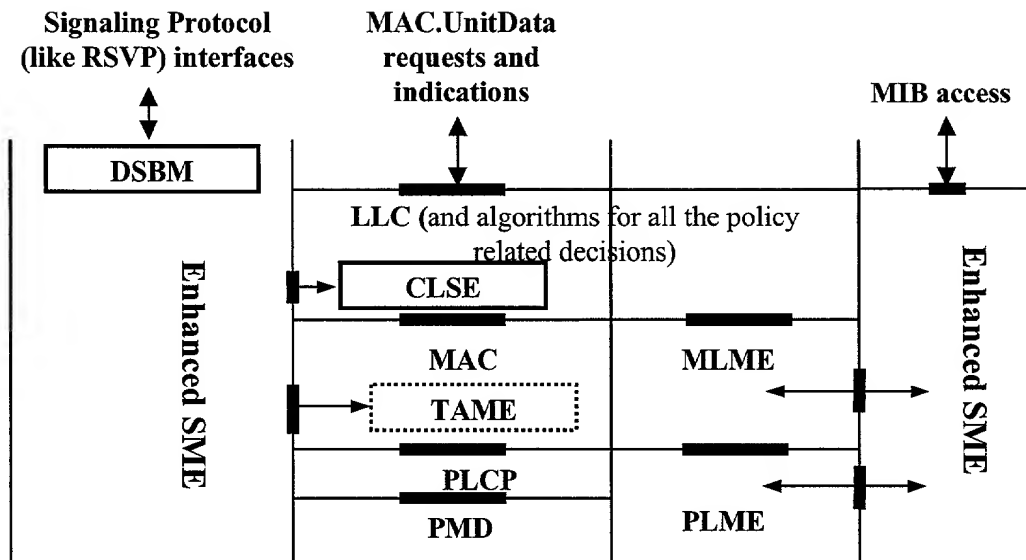 Signaling Protocol
(like RSVP) interfaces
MAC.UnitData
requests and
indications
MIB access
DSBM
LLC (and algorithms for all the policy
related decisions)
Enhanced SME
CLSE
Enhanced SME
MAC
MLME
TAME
PLCP
PMD
PLME